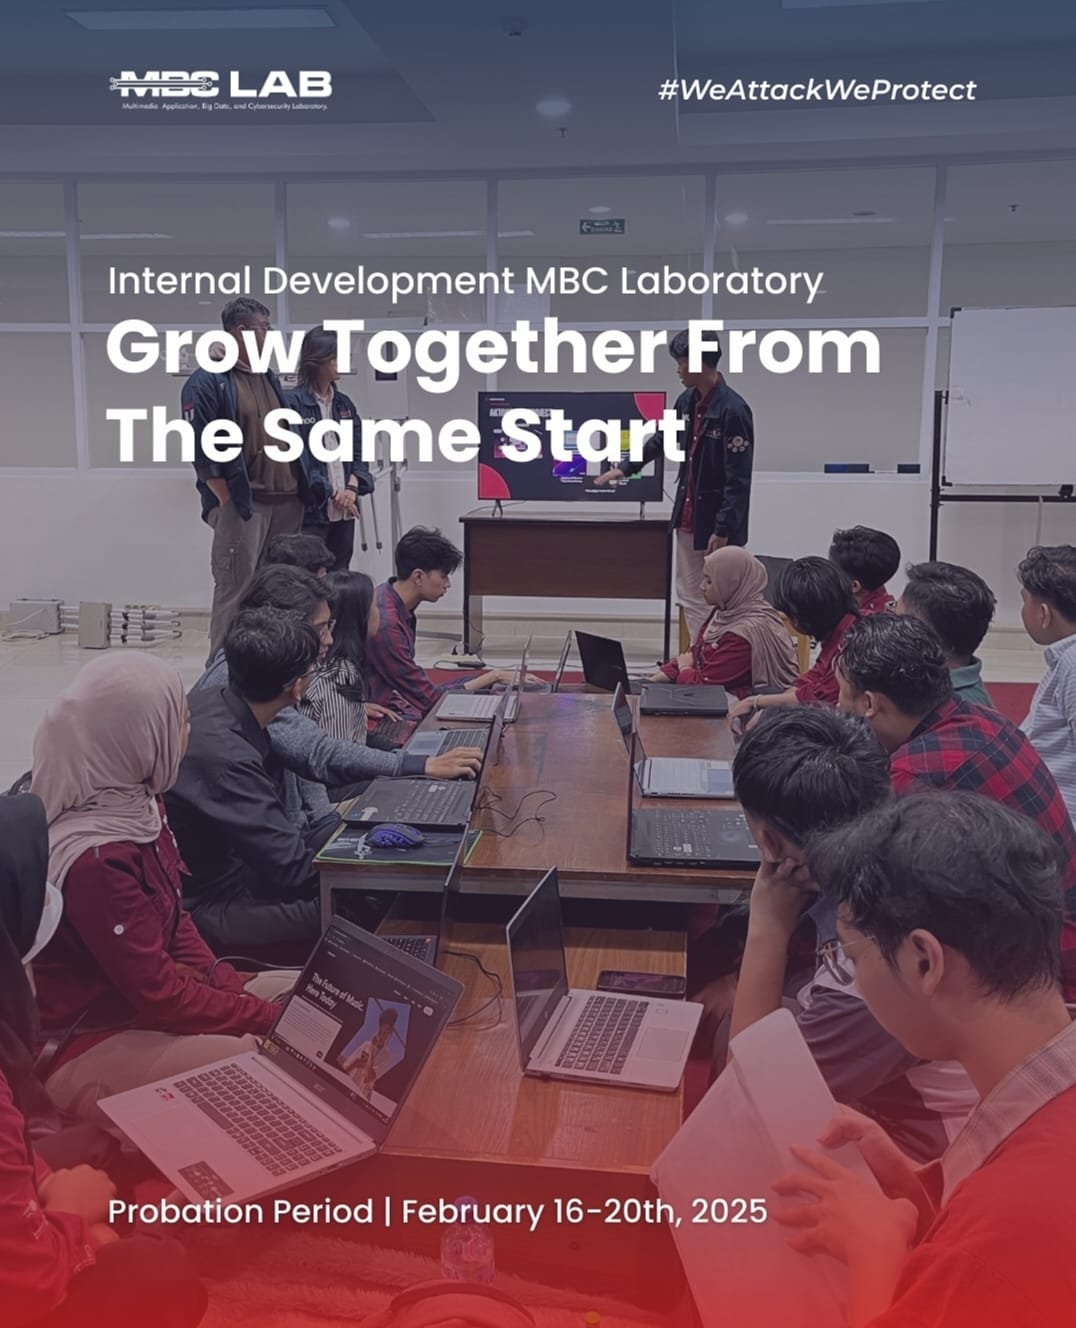 MBC LAB
Multimedia Application, Big Data, and Cybersecurity Laboratory.
#WeAttackWeProtect
Internal Development MBC Laboratory
Grow Together From
The Same Start
The Future of Music,
Here Today
Probation Period | February 16-20th, 2025